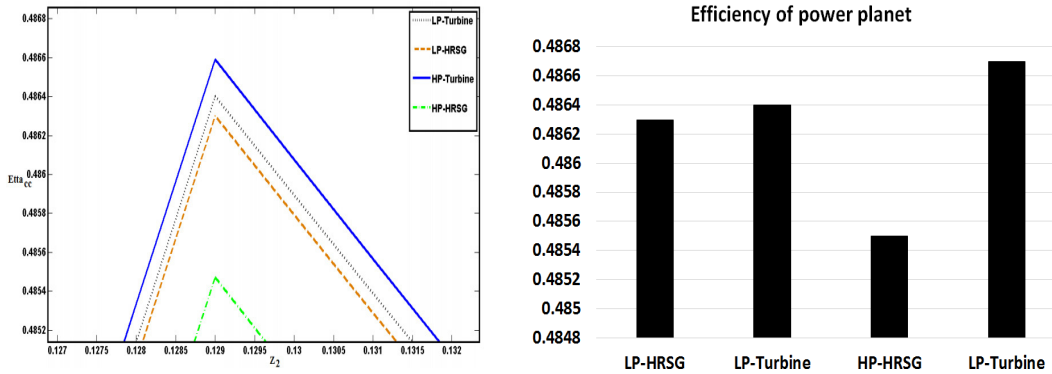 0.4868
0.4866
0.4864
0.4862
0.486
0.4858
0.4856
0.4854
0.4852
Etta cc
0.127 0.1275 0.128 0.1285 0.129 0.1295 0.13 0.1305 0.131 0.1315 0.132
Z2
LP-Turbine
LP-HRSG
HP-Turbine
HP-HRSG
Efficiency of power planet
0.4868
0.4866
0.4864
0.4862
0.486
0.4858
0.4856
0.4854
0.4852
0.485
0.4848
LP-HRSG LP-Turbine HP-HRSG LP-Turbine